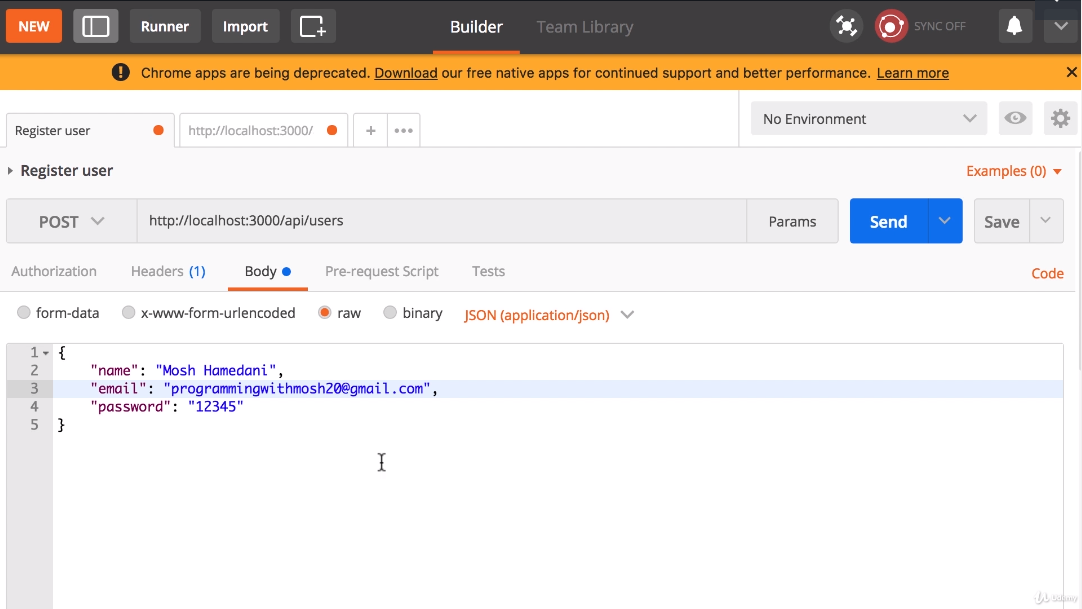 NEW Runner Import Builder Team Library SYNC OFF
Chrome apps are being deprecated. Download our free native apps for continued support and better performance. Learn more
Register user http://localhost:3000/ + ••• No Environment
Register user Examples (0)
POST http://localhost:3000/api/users Params Send Save
Authorization Headers (1) Body Pre-request Script Tests Code
form-data x-www-form-urlencoded raw binary JSON (application/json)
1 {
2 "name": "Mosh Hamedani",
3 "email": "programmingwithmosh20@gmail.com",
4 "password": "12345"
5 }
Udemy